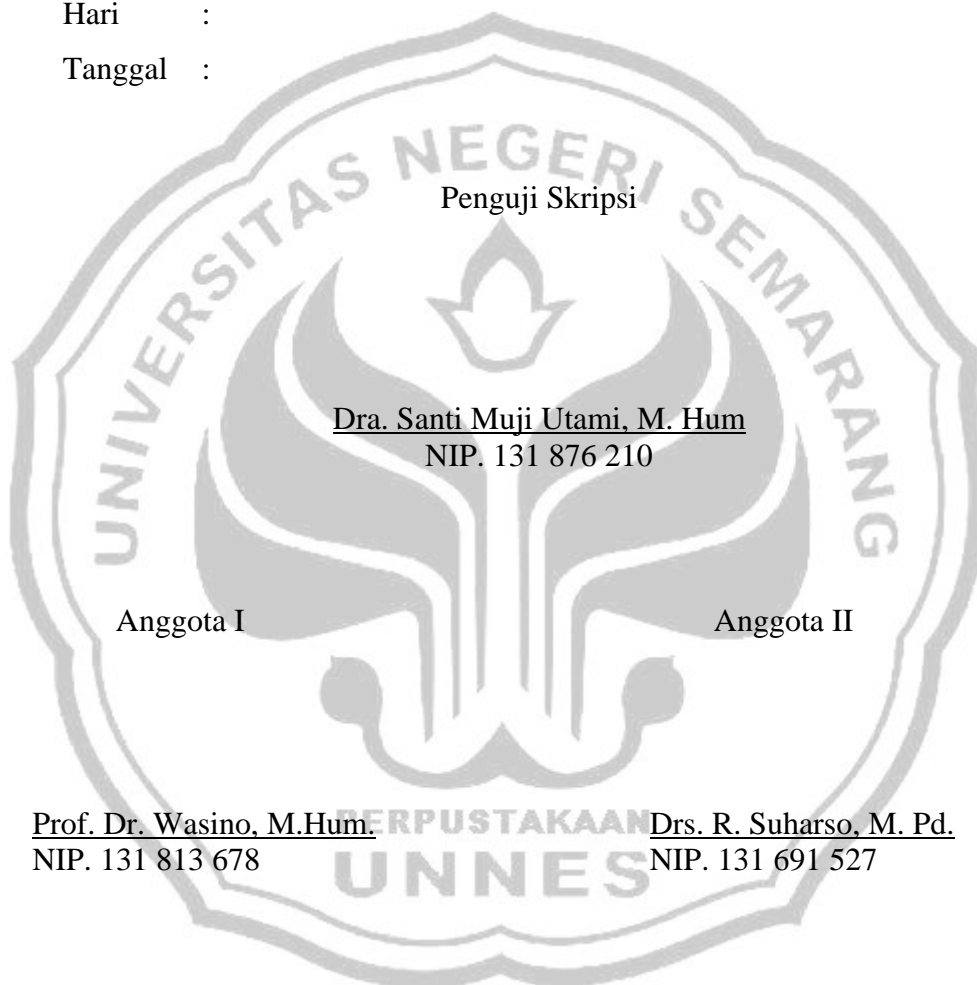 Hari :
Tanggal :
UNIVERSITAS NEGERI SEMARANG
Penguji Skripsi
Dra. Santi Muji Utami, M. Hum
NIP. 131 876 210
Anggota I Anggota II
Prof. Dr. Wasino, M.Hum. Drs. R. Suharso, M. Pd.
NIP. 131 813 678 NIP. 131 691 527
PERPUSTAKAAN
UNNES